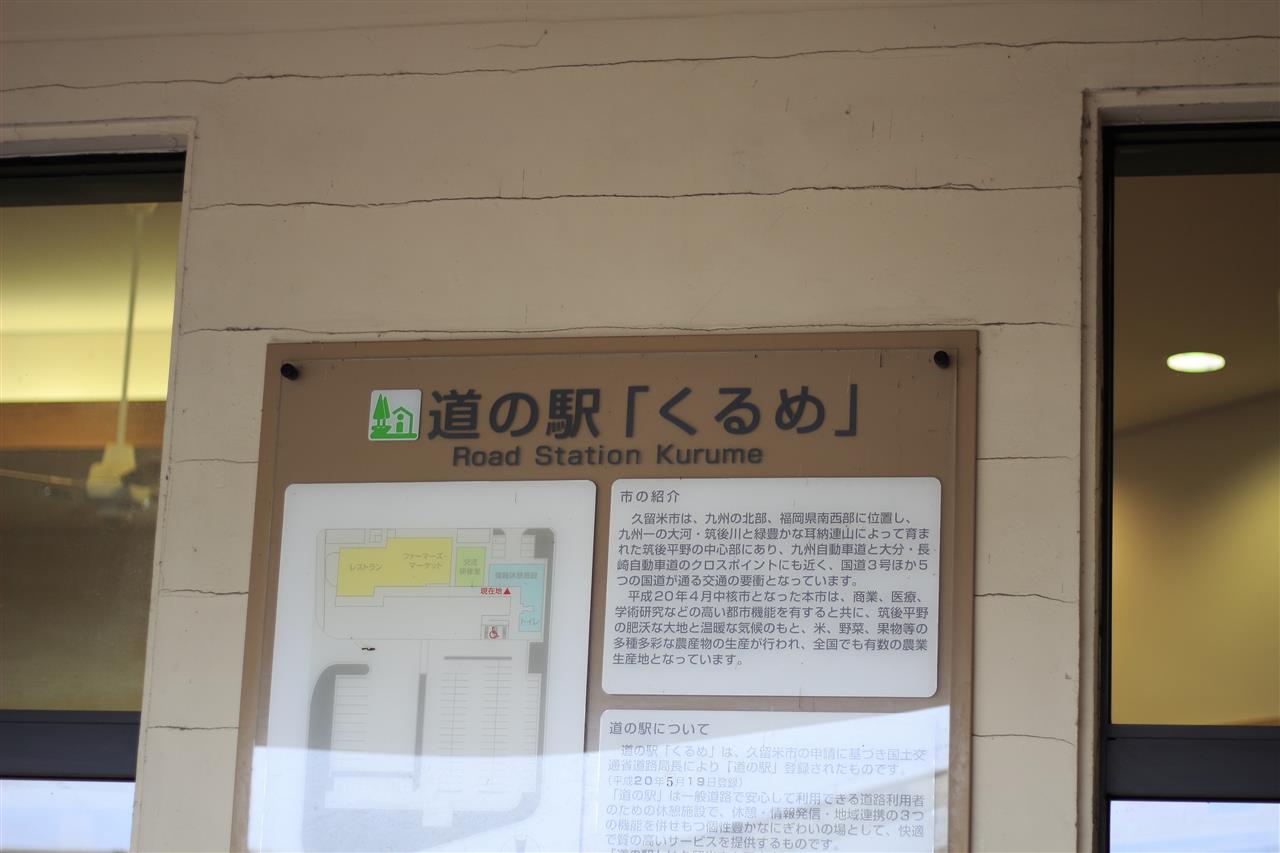 道の駅「くるめ」
Road Station Kurume
レストラン
ファーマーズ・
マーケット
交流
研修室
情報休憩施設
現在地▲
トイレ
市の紹介
久留米市は、九州の北部、福岡県南西部に位置し、
九州一の大河・筑後川と緑豊かな耳納連山によって育ま
れた筑後平野の中心部にあり、九州自動車道と大分・長
崎自動車道のクロスポイントにも近く、国道3号ほか5
つの国道が通る交通の要衝となっています。
平成20年4月中核市となった本市は、商業、医療、
学術研究などの高い都市機能を有すると共に、筑後平野
の肥沃な大地と温暖な気候のもと、米、野菜、果物等の
多種多彩な農産物の生産が行われ、全国でも有数の農業
生産地となっています。
道の駅について
道の駅「くるめ」は、久留米市の申請に基づき国土交
通省道路局長により「道の駅」登録されたものです。
(平成20年5月19日登録)
「道の駅」は一般道路で安心して利用できる道路利用者
のための休憩施設で、休憩・情報発信・地域連携の3つ
の機能を併せもつ個性豊かなにぎわいの場として、快適
で質の高いサービスを提供するものです。